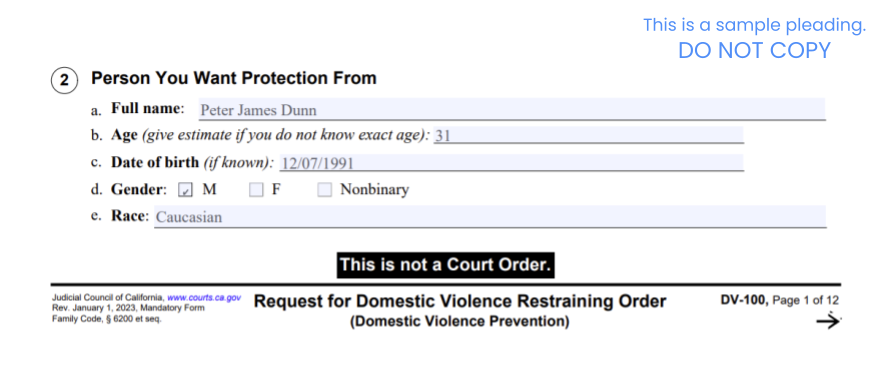 This is a sample pleading.
DO NOT COPY
2 Person You Want Protection From
a. Full name: Peter James Dunn
b. Age (give estimate if you do not know exact age): 31
c. Date of birth (if known): 12/07/1991
d. Gender: M F Nonbinary
e. Race: Caucasian
This is not a Court Order.
Judicial Council of California, www.courts.ca.gov
Rev. January 1, 2023, Mandatory Form
Family Code, § 6200 et seq.
Request for Domestic Violence Restraining Order
(Domestic Violence Prevention)
DV-100, Page 1 of 12